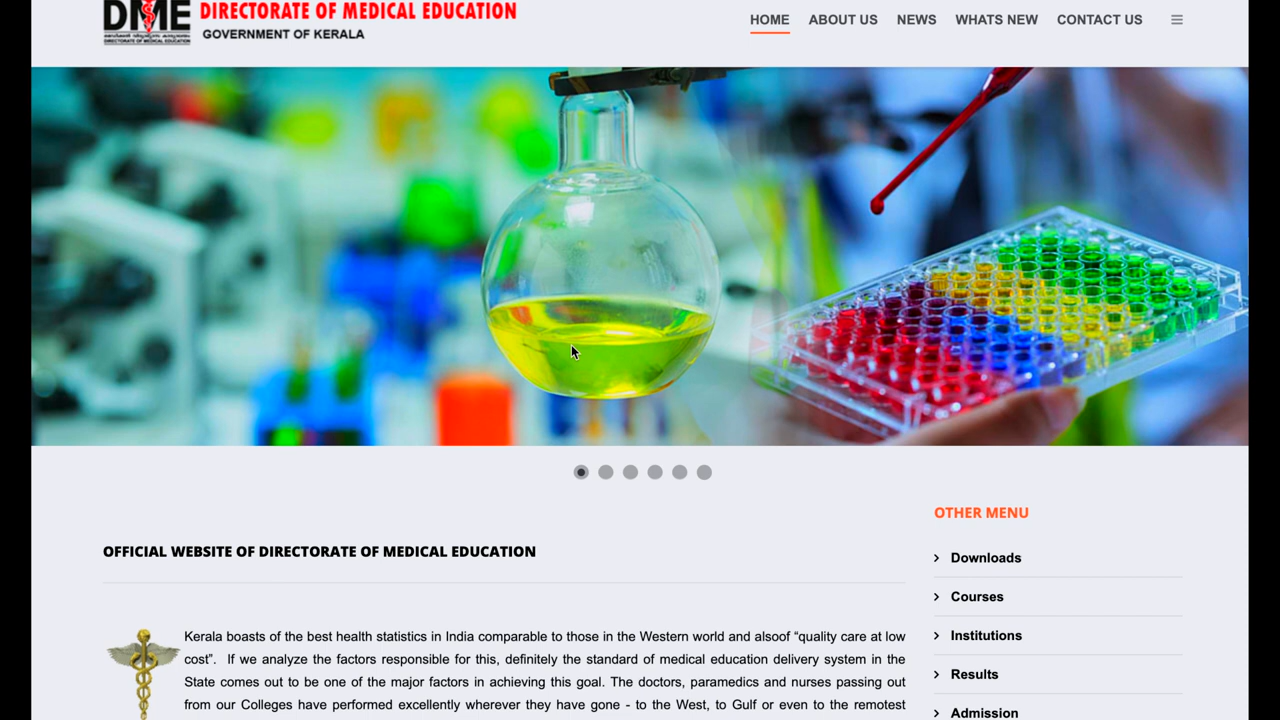 DME
DIRECTORATE OF MEDICAL EDUCATION
GOVERNMENT OF KERALA
DIRECTORATE OF MEDICAL EDUCATION
HOME
ABOUT US
NEWS
WHATS NEW
CONTACT US
OFFICIAL WEBSITE OF DIRECTORATE OF MEDICAL EDUCATION
Kerala boasts of the best health statistics in India comparable to those in the Western world and alsoof “quality care at low
cost”. If we analyze the factors responsible for this, definitely the standard of medical education delivery system in the
State comes out to be one of the major factors in achieving this goal. The doctors, paramedics and nurses passing out
from our Colleges have performed excellently wherever they have gone - to the West, to Gulf or even to the remotest
OTHER MENU
Downloads
Courses
Institutions
Results
Admission